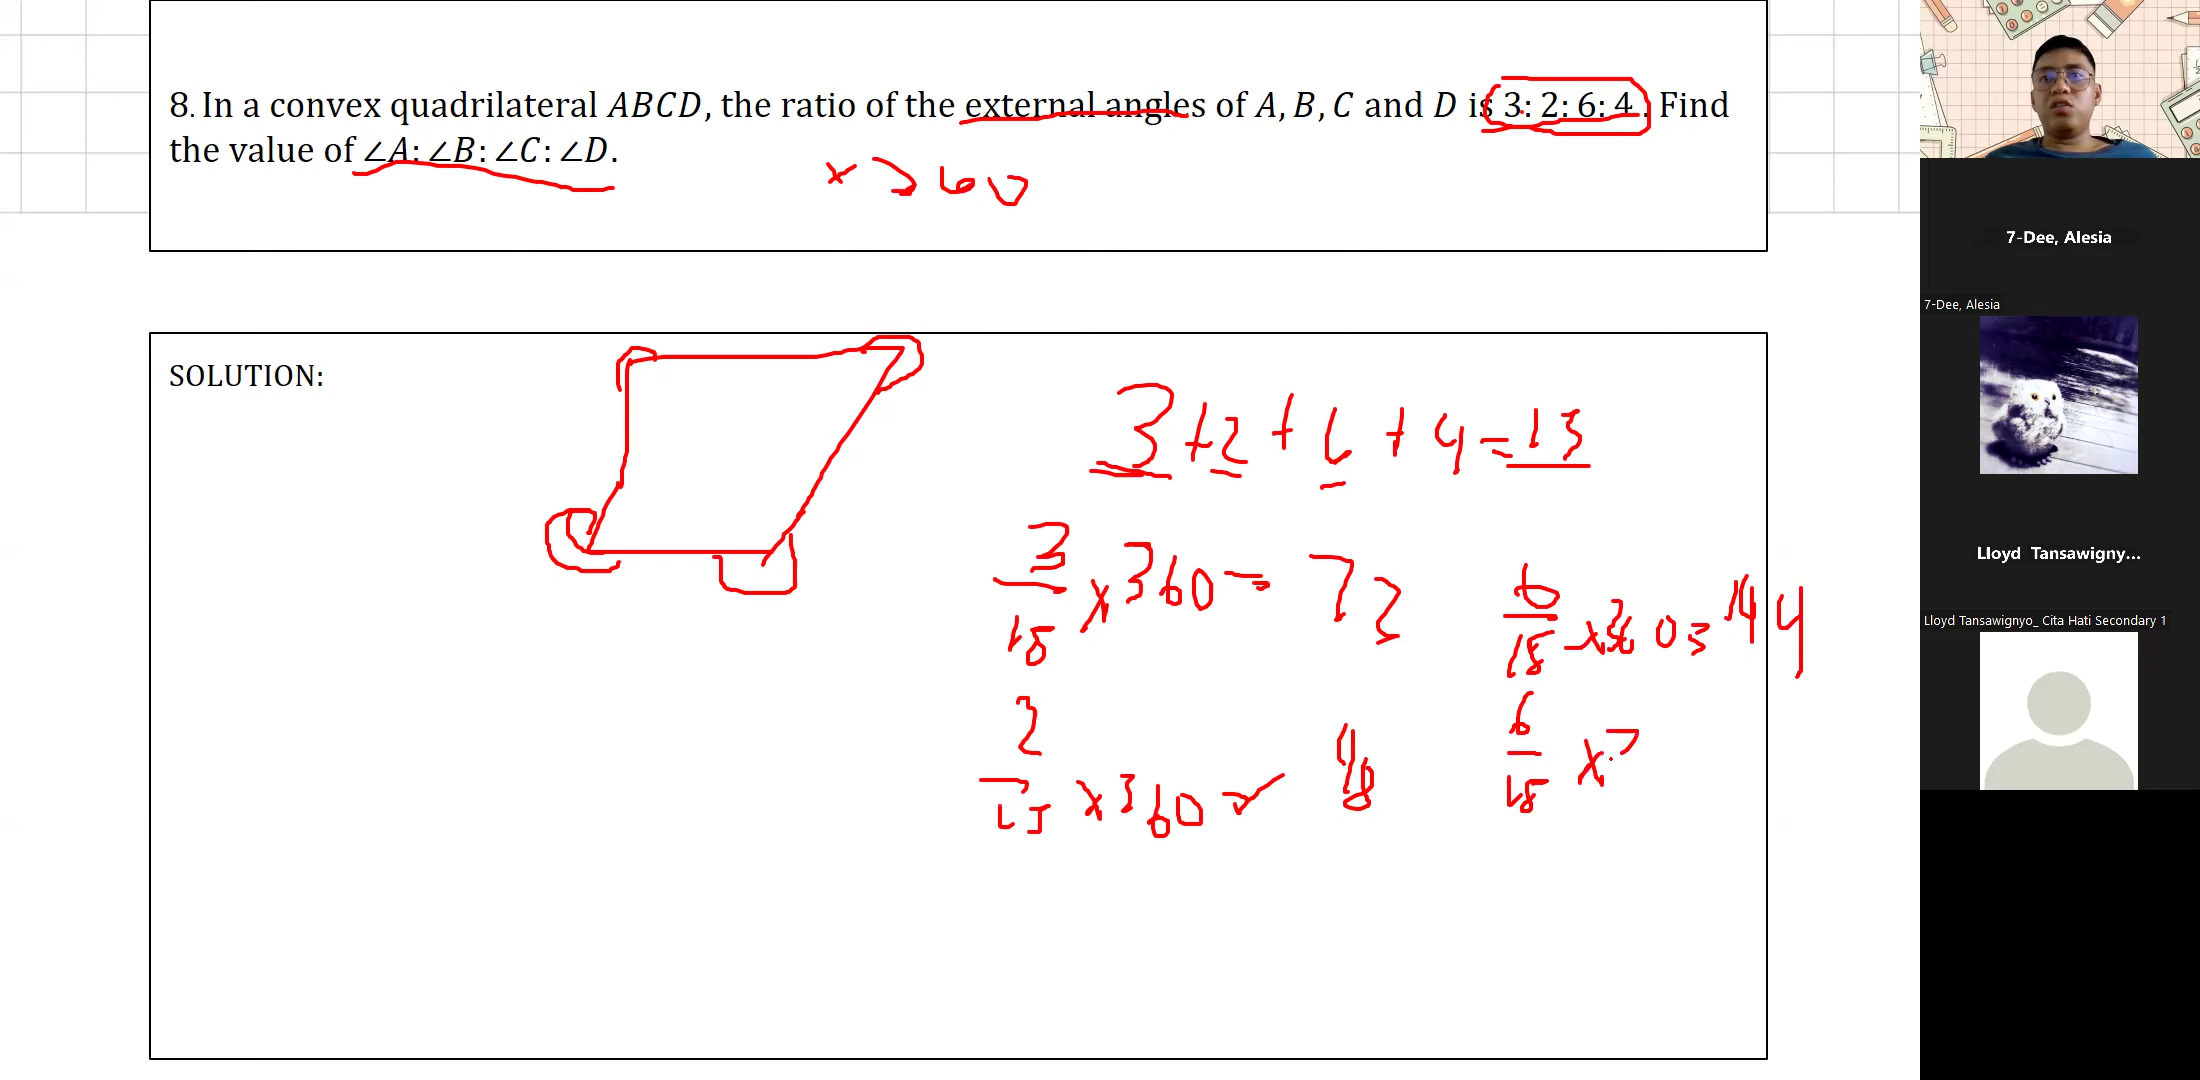 8. In a convex quadrilateral ABCD, the ratio of the external angles of A, B, C and D is 3: 2: 6: 4. Find
the value of ∠A: ∠B: ∠C: ∠D.
x 360
SOLUTION:
3 + 2 + 6 + 4 = 15
3/15 x 360 = 72
2/15 x 360 = 48
6/15 x 360 = 144
6/15 x 3
7-Dee, Alesia
7-Dee, Alesia
Lloyd Tansawigny...
Lloyd Tansawignyo_ Cita Hati Secondary 1